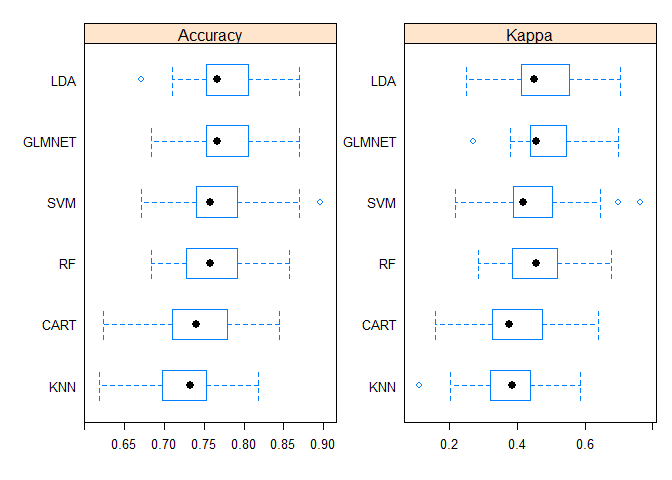 Accuracy
LDA
GLMNET
SVM
RF
CART
KNN
0.65 0.70 0.75 0.80 0.85 0.90
Kappa
LDA
GLMNET
SVM
RF
CART
KNN
0.2 0.4 0.6